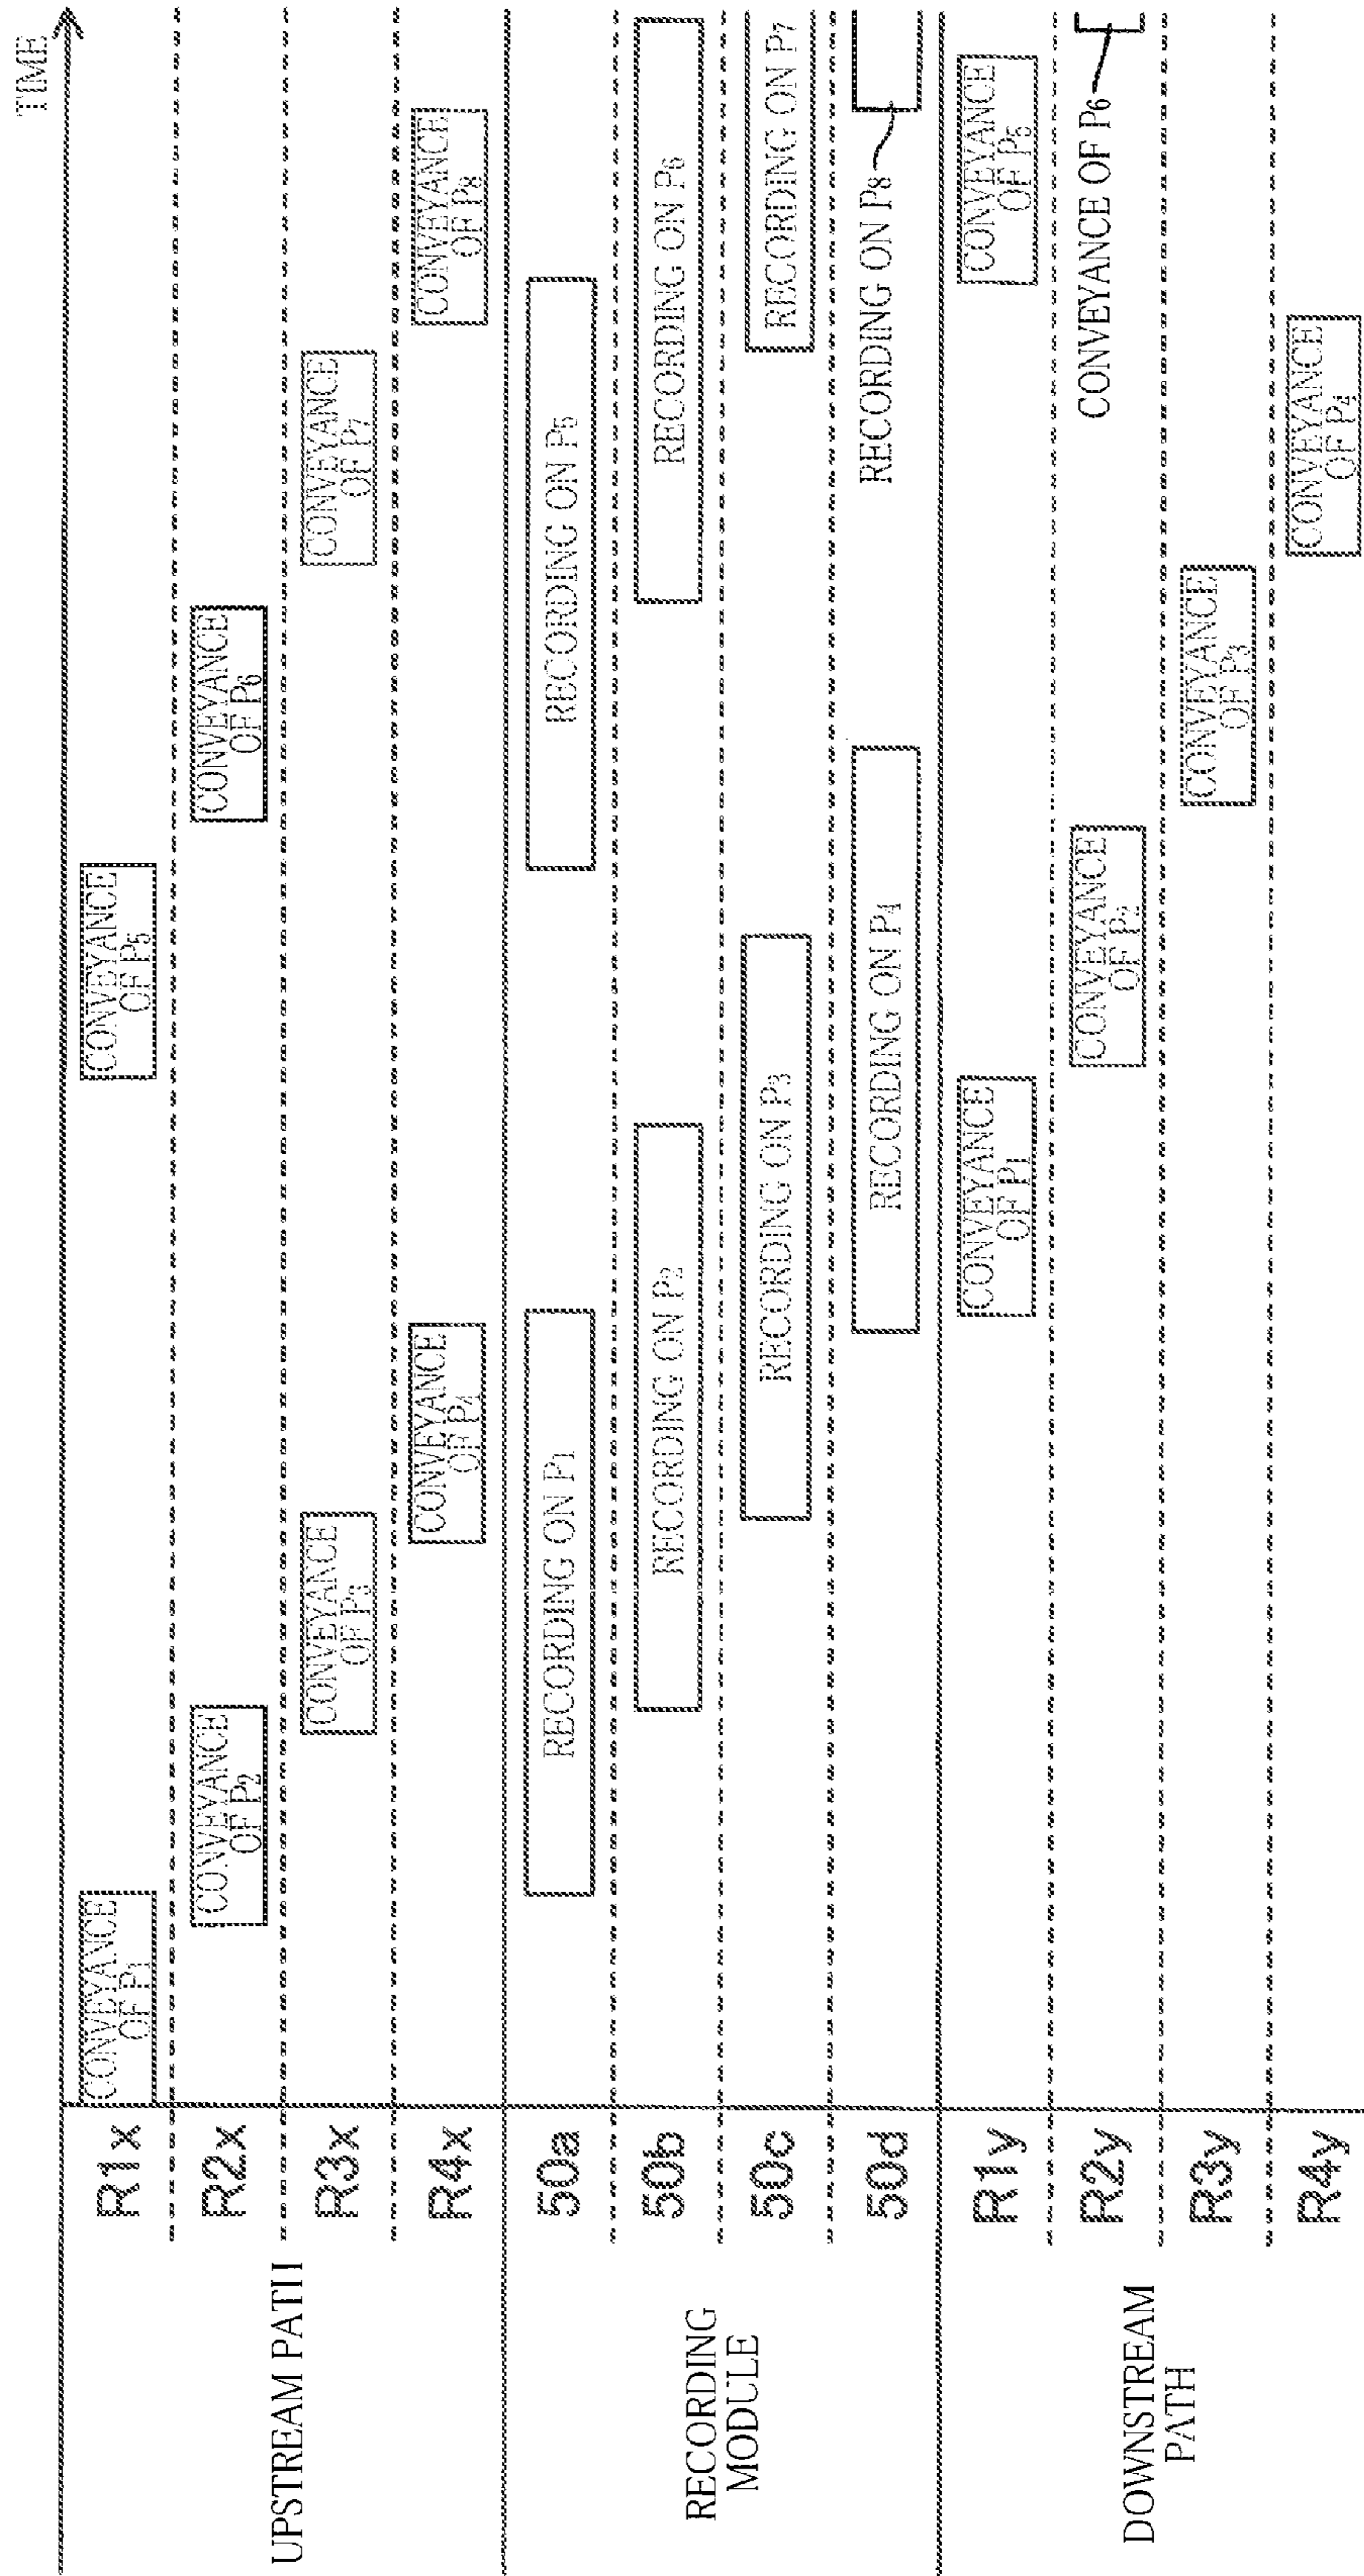 TIME
UPSTREAM PATH
R1x
CONVEYANCE
OF P1
CONVEYANCE
OF P5
R2x
CONVEYANCE
OF P2
CONVEYANCE
OF P6
R3x
CONVEYANCE
OF P3
CONVEYANCE
OF P7
R4x
CONVEYANCE
OF P4
CONVEYANCE
OF P8
RECORDING
MODULE
50a
RECORDING ON P1
RECORDING ON P5
50b
RECORDING ON P2
RECORDING ON P6
50c
RECORDING ON P3
RECORDING ON P7
50d
RECORDING ON P4
RECORDING ON P8
DOWNSTREAM
PATH
R1y
CONVEYANCE
OF P1
CONVEYANCE
OF P5
R2y
CONVEYANCE
OF P2
CONVEYANCE OF P6
R3y
CONVEYANCE
OF P3
R4y
CONVEYANCE
OF P4